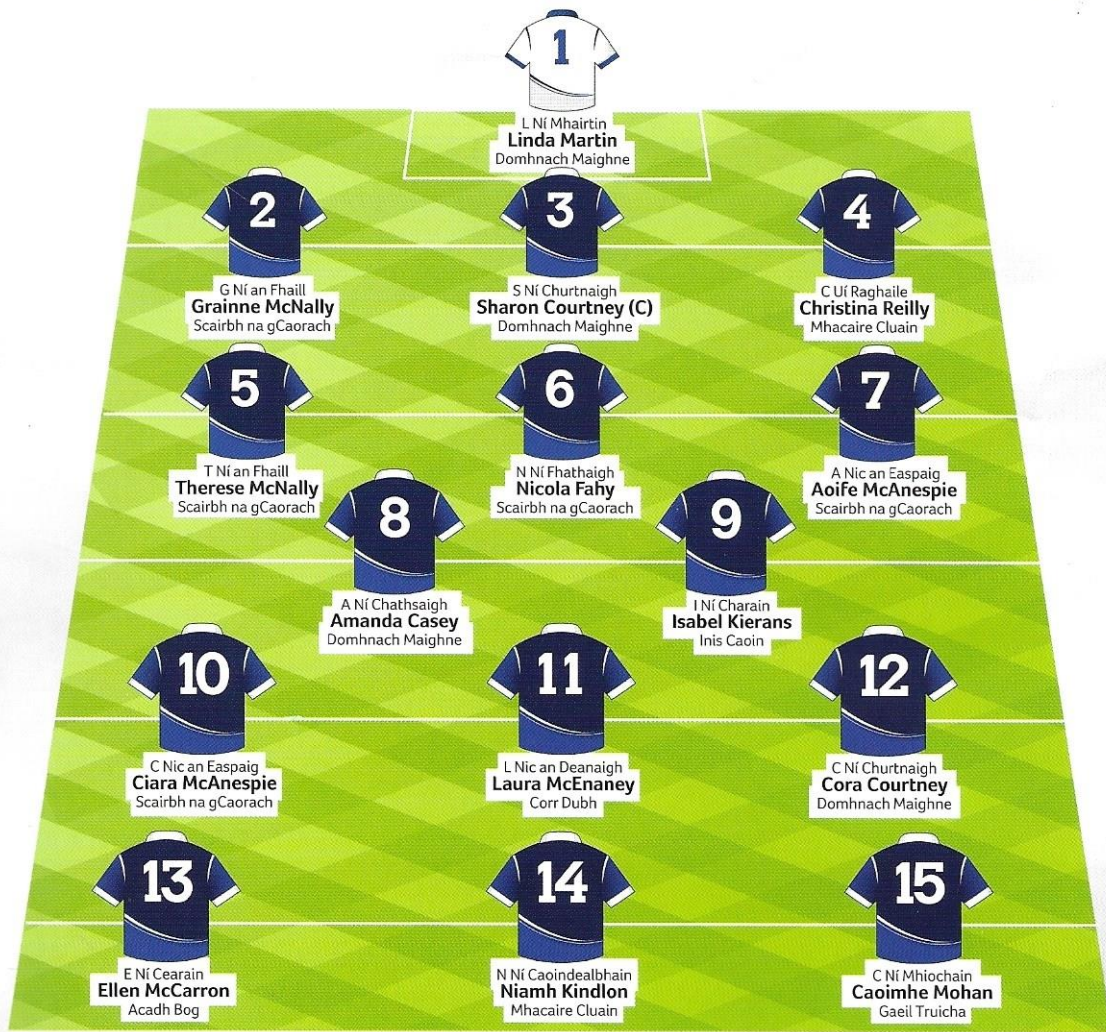 1
L Ní Mhairtin
Linda Martin
Domhnach Maighne
2
G Ní an Fhaill
Grainne McNally
Scairbh na gCaorach
3
S Ní Churtnaigh
Sharon Courtney (C)
Domhnach Maighne
4
C Uí Raghaile
Christina Reilly
Mhacaire Cluain
5
T Ní an Fhaill
Therese McNally
Scairbh na gCaorach
6
N Ní Fhathaigh
Nicola Fahy
Scairbh na gCaorach
7
A Nic an Easpaig
Aoife McAnespie
Scairbh na gCaorach
8
A Ní Chathsaigh
Amanda Casey
Domhnach Maighne
9
I Ní Charain
Isabel Kierans
Inis Caoin
10
C Nic an Easpaig
Ciara McAnespie
Scairbh na gCaorach
11
L Nic an Deanaigh
Laura McEnaney
Corr Dubh
12
C Ní Churtnaigh
Cora Courtney
Domhnach Maighne
13
E Ní Cearain
Ellen McCarron
Acadh Bog
14
N Ní Caoindealbhain
Niamh Kindlon
Mhacaire Cluain
15
C Ní Mhiochain
Caoimhe Mohan
Gaeil Truicha